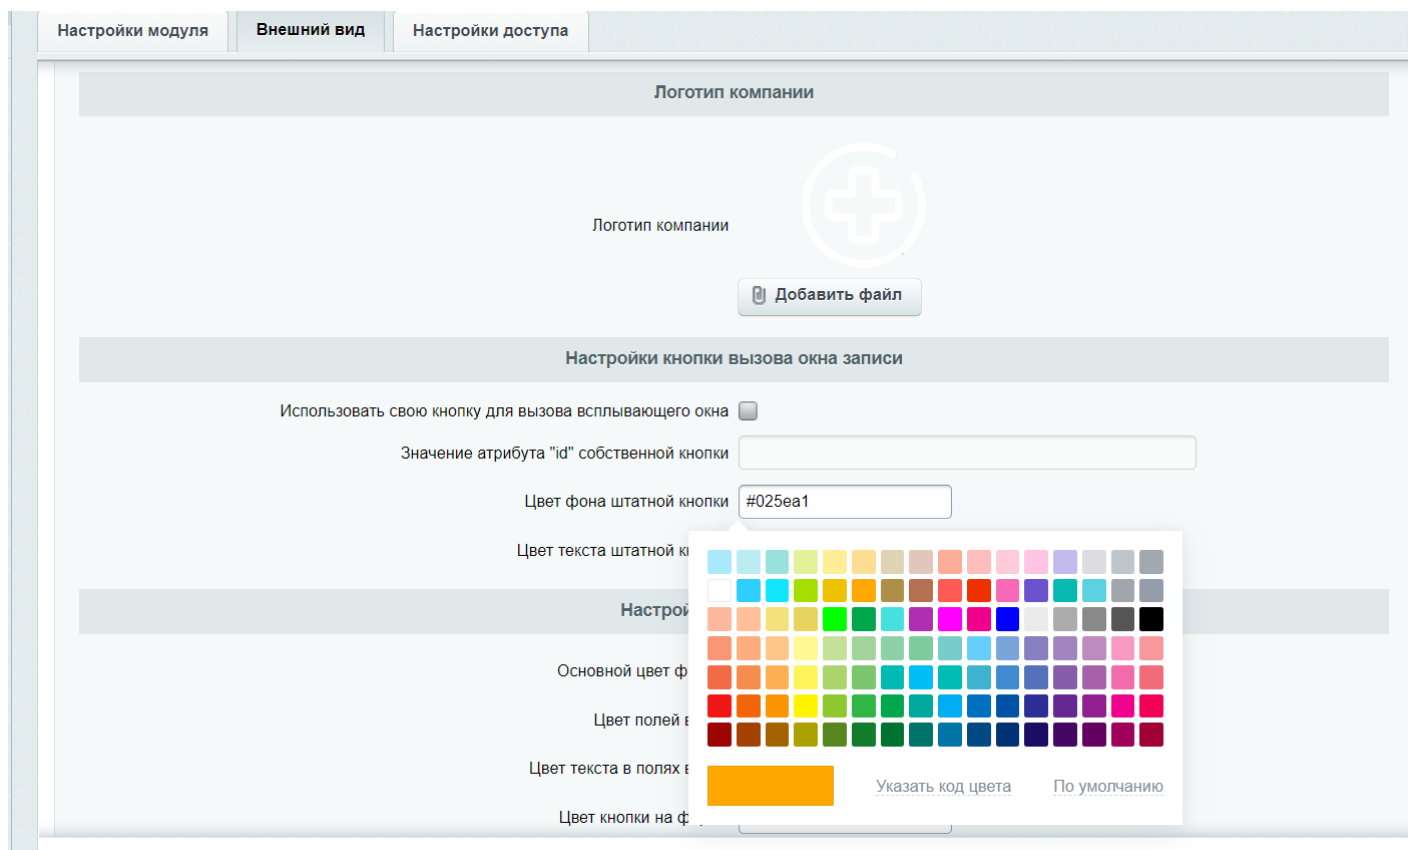 Настройки модуля Внешний вид Настройки доступа
Логотип компании
Логотип компании
Добавить файл
Настройки кнопки вызова окна записи
Использовать свою кнопку для вызова всплывающего окна
Значение атрибута "id" собственной кнопки
Цвет фона штатной кнопки #025ea1
Цвет текста штатной
Основной цвет
Цвет полей
Цвет текста в полях
Указать код цвета По умолчанию
Цвет кнопки на